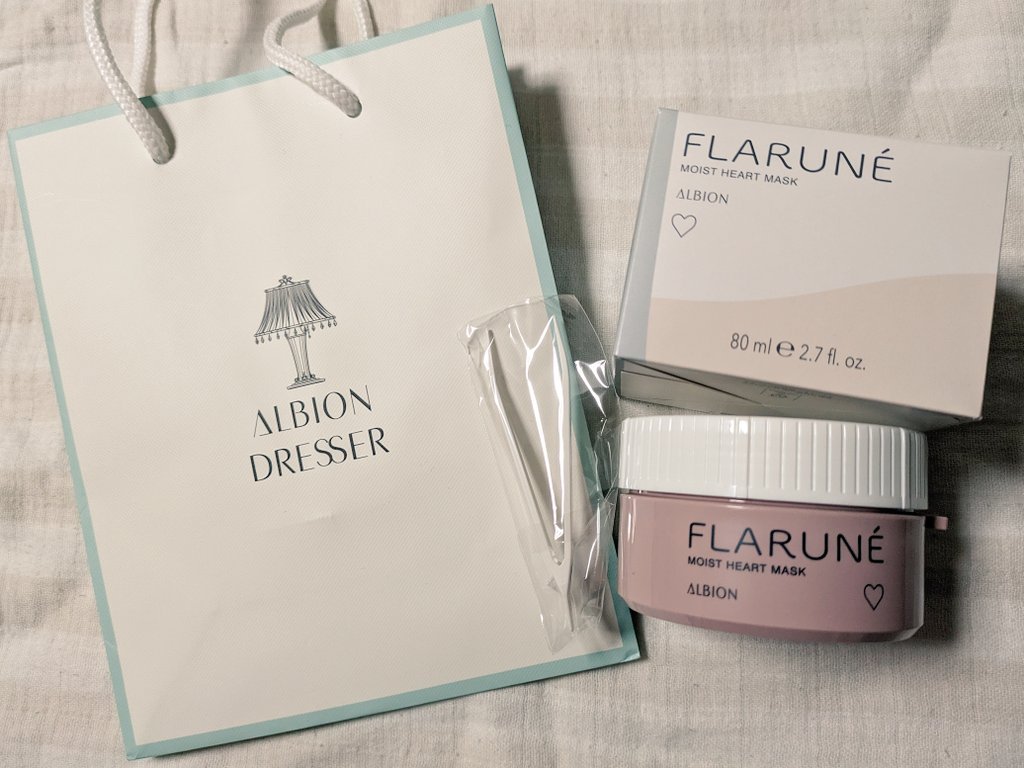 ALBION
DRESSER
FLARUNÉ
MOIST HEART MASK
ALBION
80 ml ℮ 2.7 fl. oz.
FLARUNÉ
MOIST HEART MASK
ALBION